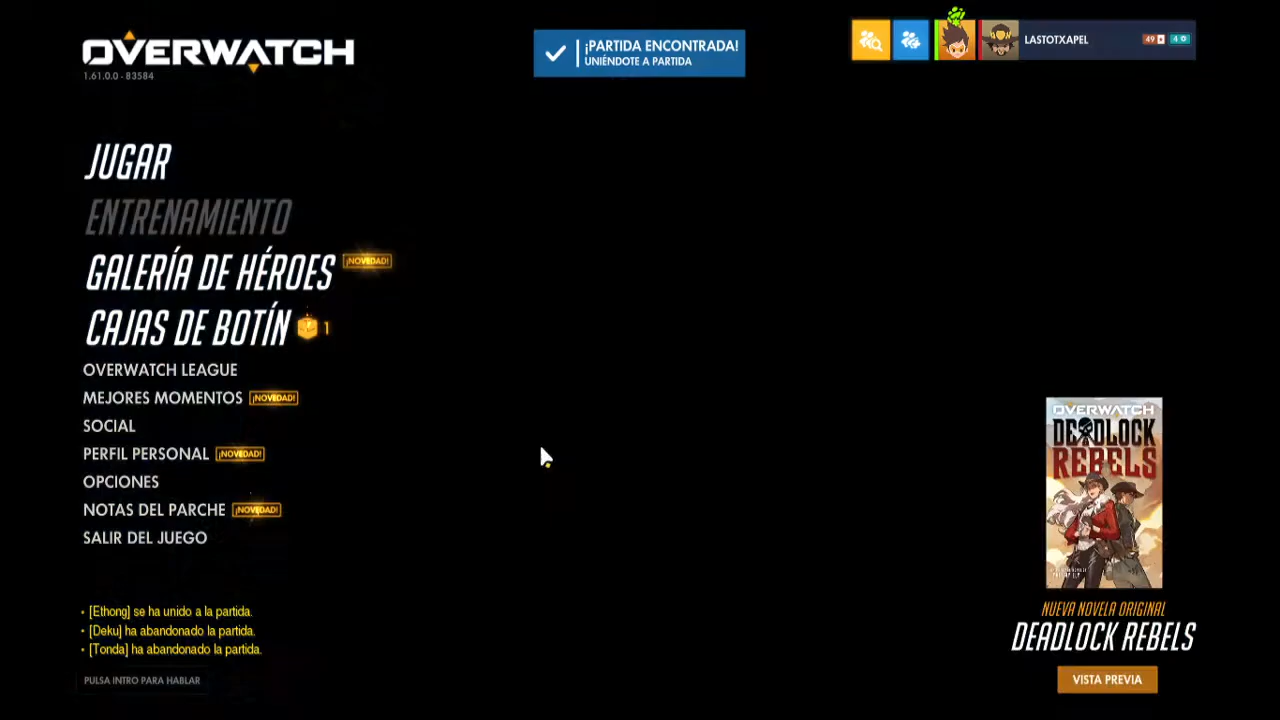 OVERWATCH
1.61.0.0 - 83584
¡PARTIDA ENCONTRADA!
UNIÉNDOTE A PARTIDA
LASTOTXAPEL
49
4
JUGAR
ENTRENAMIENTO
GALERÍA DE HÉROES ¡NOVEDAD!
CAJAS DE BOTÍN 1
OVERWATCH LEAGUE
MEJORES MOMENTOS ¡NOVEDAD!
SOCIAL
PERFIL PERSONAL ¡NOVEDAD!
OPCIONES
NOTAS DEL PARCHE ¡NOVEDAD!
SALIR DEL JUEGO
• [Ethong] se ha unido a la partida.
• [Deku] ha abandonado la partida.
• [Tonda] ha abandonado la partida.
PULSA INTRO PARA HABLAR
OVERWATCH
DEADLOCK
REBELS
NUEVA NOVELA ORIGINAL
DEADLOCK REBELS
VISTA PREVIA